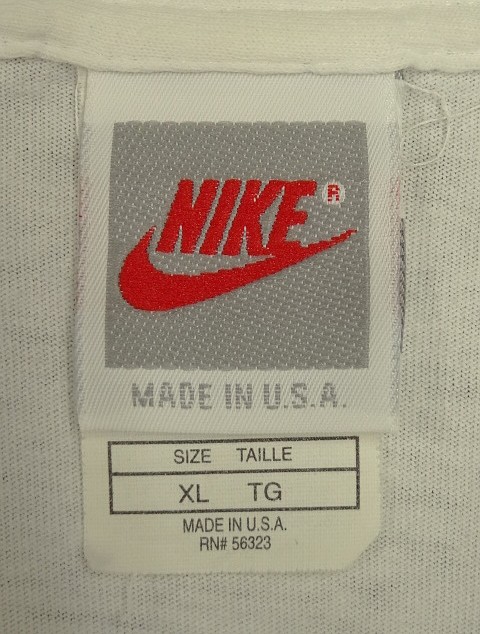 NIKE ®
MADE IN U.S.A.
SIZE TAILLE
XL TG
MADE IN U.S.A.
RN# 56323